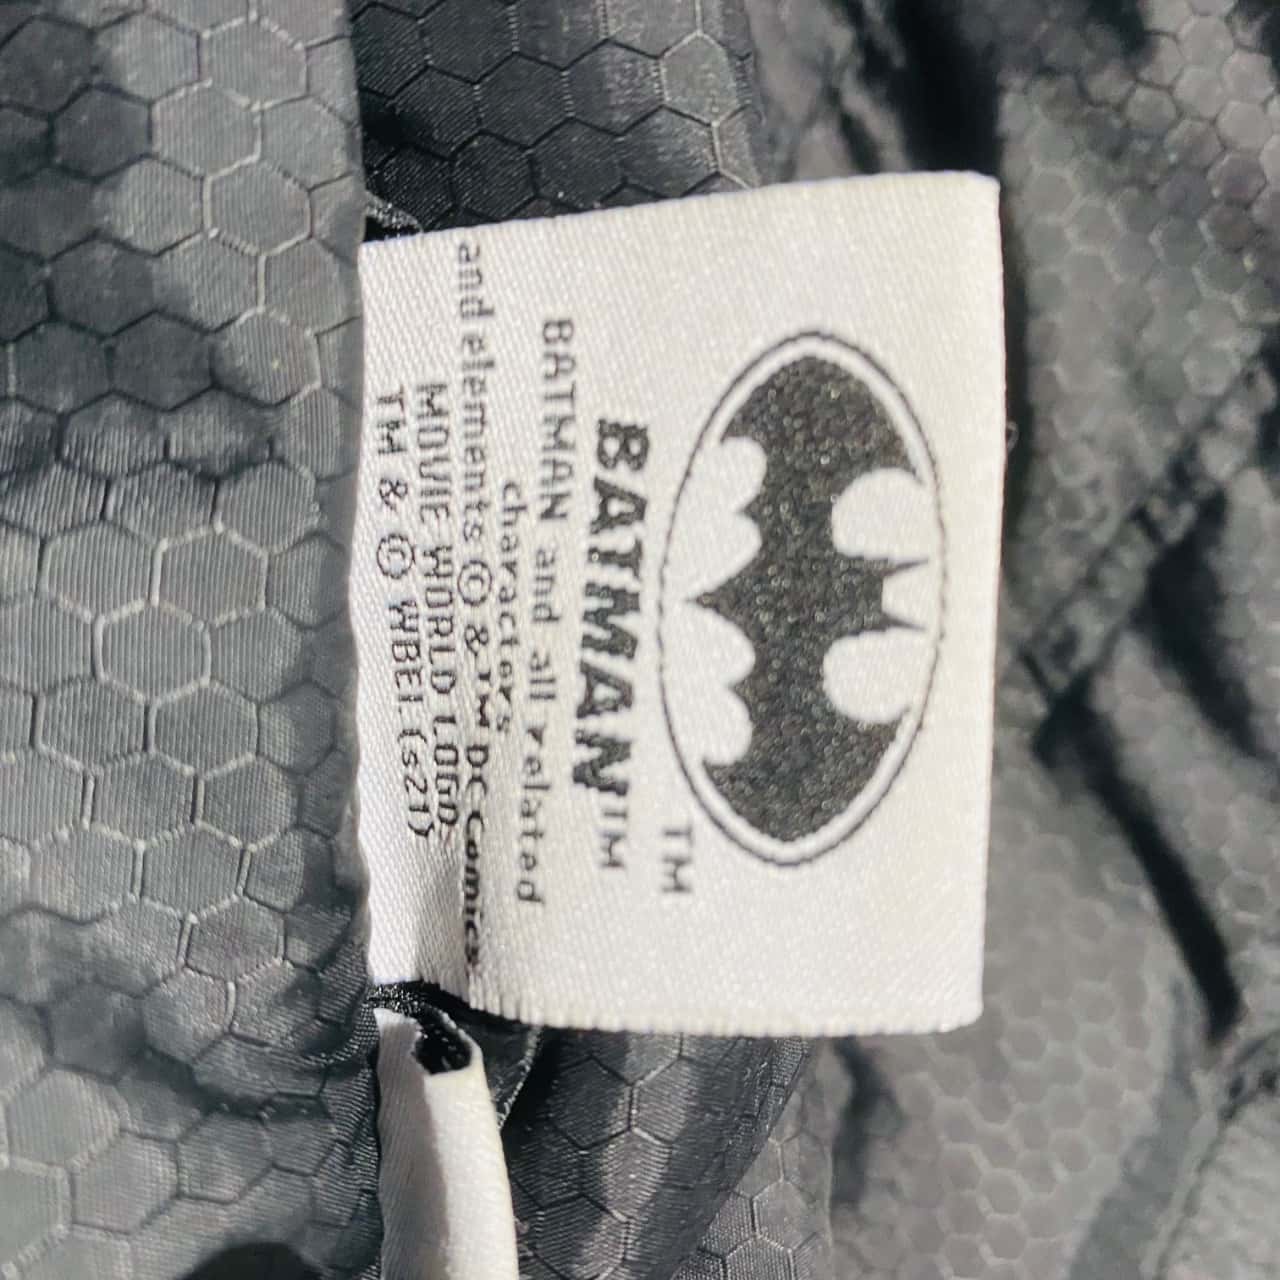 TM
BATMAN TM
BATMAN and all related
characters
and elements © & TM DC Comics.
MOVIE WORLD LOGO:
TM & © WBEI (s21)